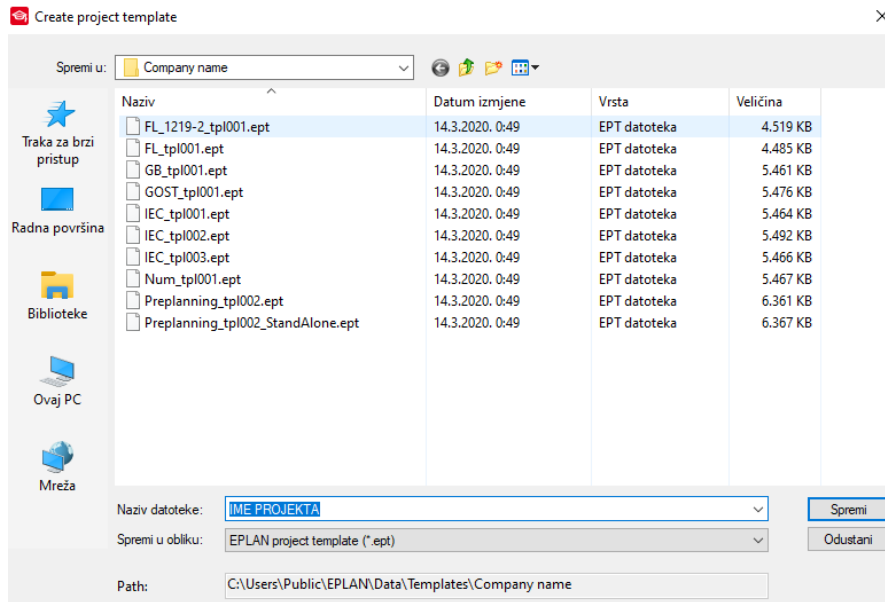 Create project template
Spremi u: Company name
Naziv Datum izmjene Vrsta Veličina
FL_1219-2_tpl001.ept 14.3.2020. 0:49 EPT datoteka 4.519 KB
FL_tpl001.ept 14.3.2020. 0:49 EPT datoteka 4.485 KB
GB_tpl001.ept 14.3.2020. 0:49 EPT datoteka 5.461 KB
GOST_tpl001.ept 14.3.2020. 0:49 EPT datoteka 5.476 KB
IEC_tpl001.ept 14.3.2020. 0:49 EPT datoteka 5.464 KB
IEC_tpl002.ept 14.3.2020. 0:49 EPT datoteka 5.492 KB
IEC_tpl003.ept 14.3.2020. 0:49 EPT datoteka 5.466 KB
Num_tpl001.ept 14.3.2020. 0:49 EPT datoteka 5.467 KB
Preplanning_tpl002.ept 14.3.2020. 0:49 EPT datoteka 6.361 KB
Preplanning_tpl002_StandAlone.ept 14.3.2020. 0:49 EPT datoteka 6.367 KB
Traka za brzi
pristup
Radna površina
Biblioteke
Ovaj PC
Mreža
Naziv datoteke: IME PROJEKTA Spremi
Spremi u obliku: EPLAN project template (*.ept) Odustani
Path: C:\Users\Public\EPLAN\Data\Templates\Company name